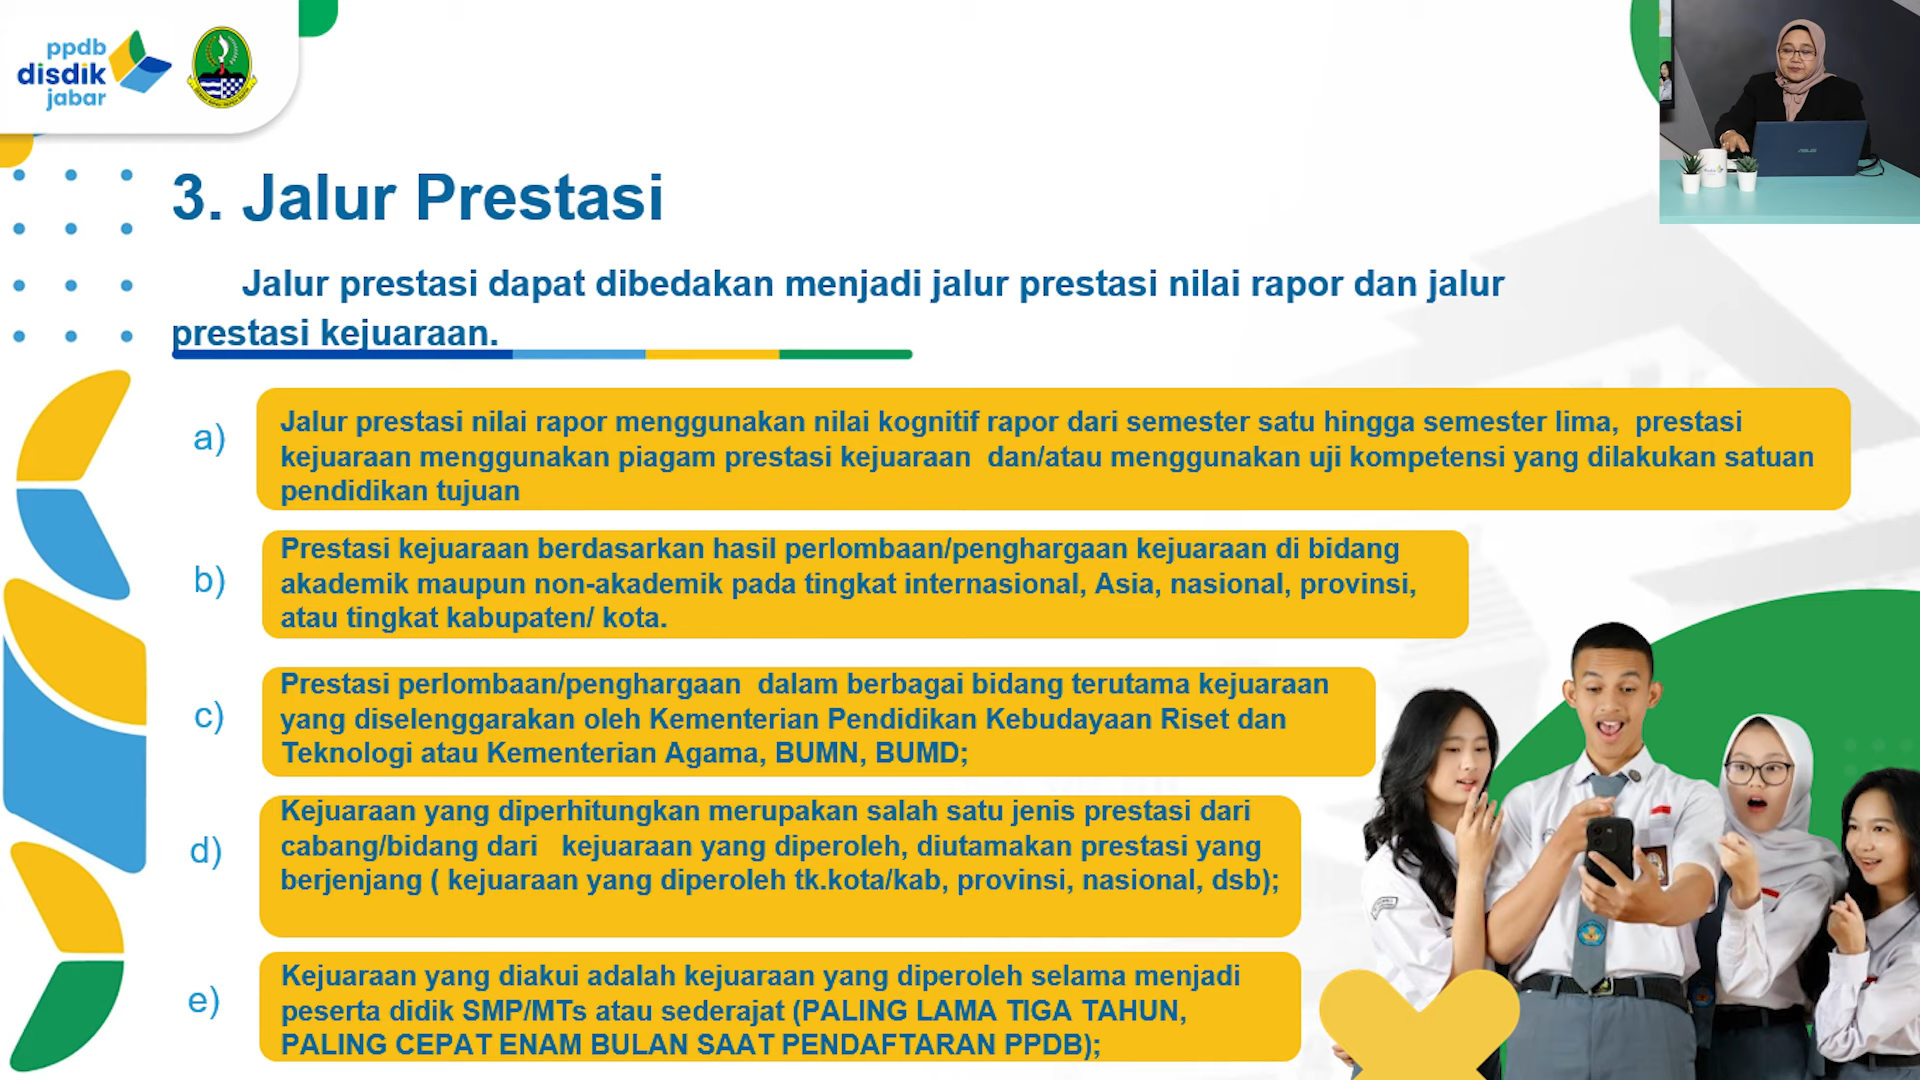 ppdb
disdik
jabar
3. Jalur Prestasi
Jalur prestasi dapat dibedakan menjadi jalur prestasi nilai rapor dan jalur
prestasi kejuaraan.
a)
Jalur prestasi nilai rapor menggunakan nilai kognitif rapor dari semester satu hingga semester lima, prestasi
kejuaraan menggunakan piagam prestasi kejuaraan dan/atau menggunakan uji kompetensi yang dilakukan satuan
pendidikan tujuan
b)
Prestasi kejuaraan berdasarkan hasil perlombaan/penghargaan kejuaraan di bidang
akademik maupun non-akademik pada tingkat internasional, Asia, nasional, provinsi,
atau tingkat kabupaten/ kota.
c)
Prestasi perlombaan/penghargaan dalam berbagai bidang terutama kejuaraan
yang diselenggarakan oleh Kementerian Pendidikan Kebudayaan Riset dan
Teknologi atau Kementerian Agama, BUMN, BUMD;
d)
Kejuaraan yang diperhitungkan merupakan salah satu jenis prestasi dari
cabang/bidang dari kejuaraan yang diperoleh, diutamakan prestasi yang
berjenjang ( kejuaraan yang diperoleh tk.kota/kab, provinsi, nasional, dsb);
e)
Kejuaraan yang diakui adalah kejuaraan yang diperoleh selama menjadi
peserta didik SMP/MTs atau sederajat (PALING LAMA TIGA TAHUN,
PALING CEPAT ENAM BULAN SAAT PENDAFTARAN PPDB);
ASUS